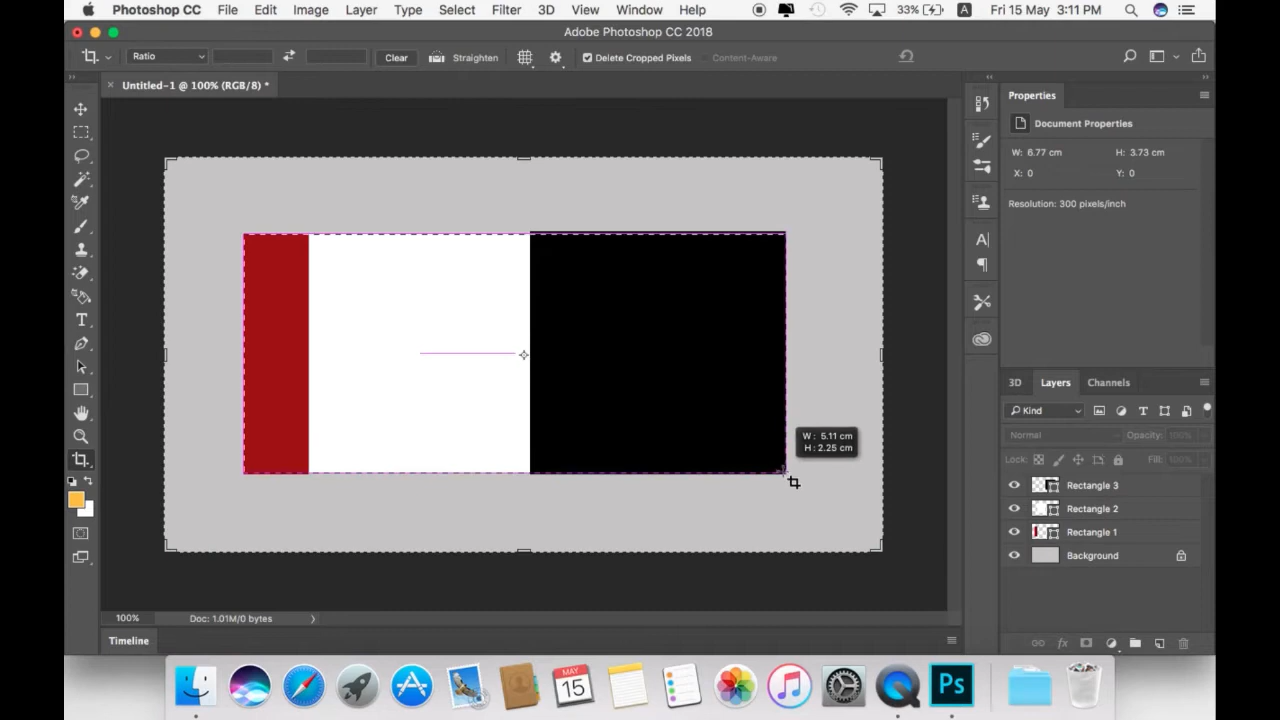 Photoshop CC File Edit Image Layer Type Select Filter 3D View Window Help 33% A Fri 15 May 3:11 PM
Adobe Photoshop CC 2018
Ratio Clear Straighten Delete Cropped Pixels Content-Aware
Untitled-1 @ 100% (RGB/8) *
Properties
Document Properties
W: 6.77 cm H: 3.73 cm
X: 0 Y: 0
Resolution: 300 pixels/inch
W: 5.11 cm
H: 2.25 cm
3D Layers Channels
Kind
Normal Opacity: 100%
Lock: Fill: 100%
Rectangle 3
Rectangle 2
Rectangle 1
Background
100% Doc: 1.01M/0 bytes
Timeline
MAY
15
Ps